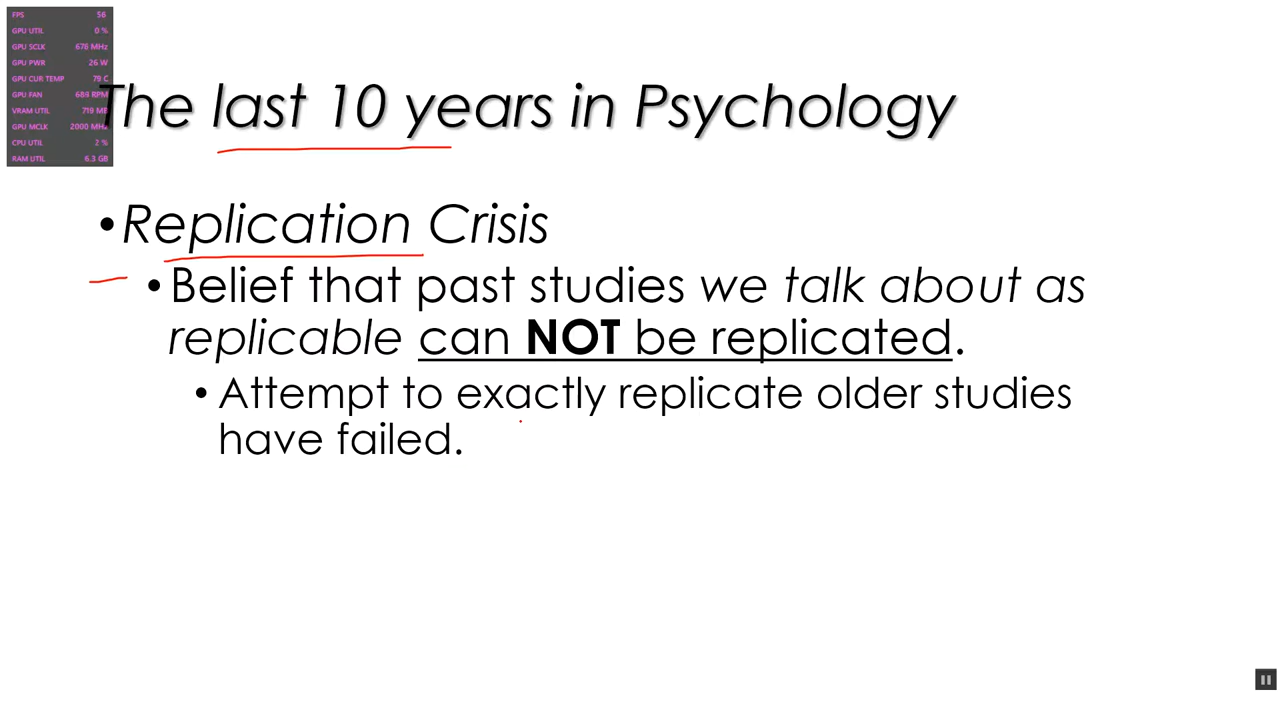 FPS 56
GPU UTIL 0 %
GPU SCLK 676 MHz
GPU PWR 26 W
GPU CUR TEMP 79 C
GPU FAN 689 RPM
VRAM UTIL 719 MB
GPU MCLK 2000 MHz
CPU UTIL 2 %
RAM UTIL 6.3 GB
The last 10 years in Psychology
•Replication Crisis
•Belief that past studies we talk about as
replicable can NOT be replicated.
•Attempt to exactly replicate older studies
have failed.